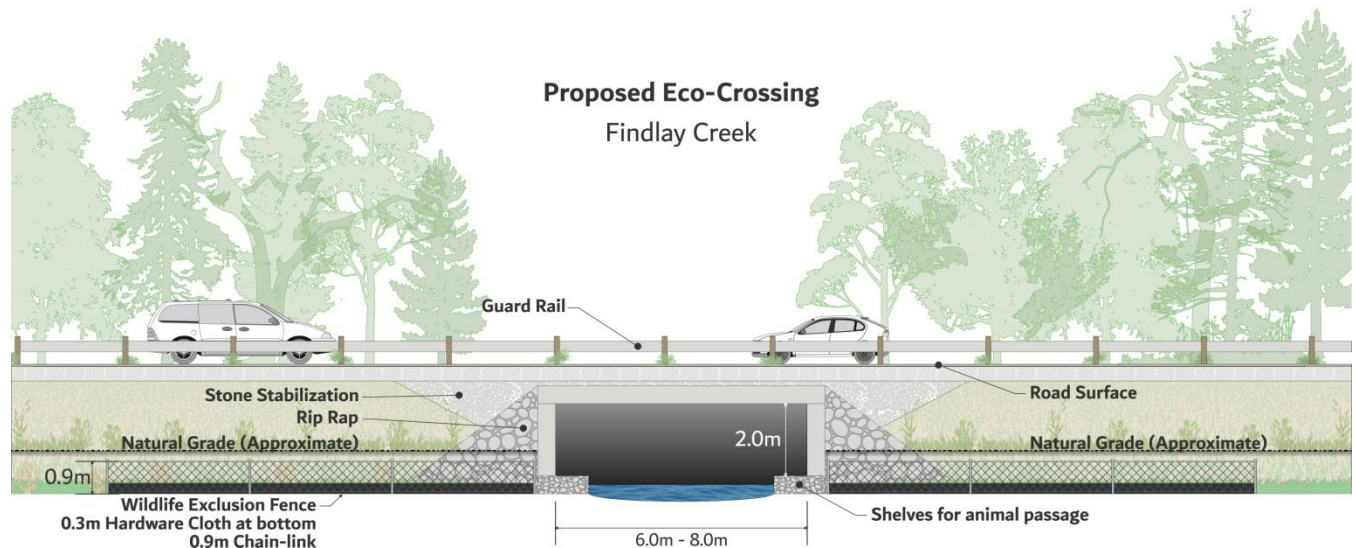 Proposed Eco-Crossing
Findlay Creek
Guard Rail
Stone Stabilization
Road Surface
Rip Rap
2.0m
Natural Grade (Approximate)
Natural Grade (Approximate)
0.9m
Wildlife Exclusion Fence
0.3m Hardware Cloth at bottom
0.9m Chain-link
Shelves for animal passage
6.0m - 8.0m